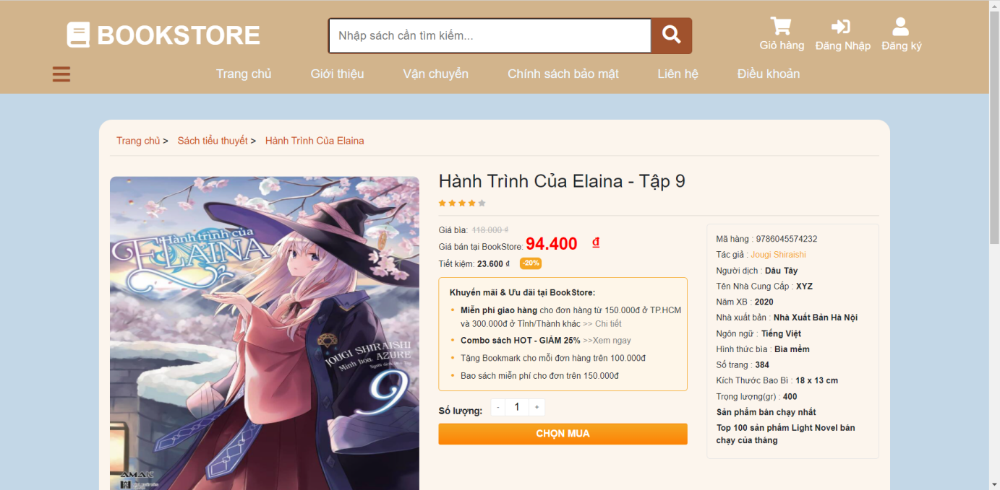 BOOKSTORE
Nhập sách cần tìm kiếm...
Giỏ hàng
Đăng Nhập
Đăng ký
Trang chủ
Giới thiệu
Vận chuyển
Chính sách bảo mật
Liên hệ
Điều khoản
Trang chủ > Sách tiểu thuyết > Hành Trình Của Elaina
Hành trình của
ELAINA
JOUGI SHIRAISHI
Minh họa. AZURE
9
AMAK
Hành Trình Của Elaina - Tập 9
Giá bìa: 118.000 ₫
Giá bán tại BookStore: 94.400 ₫
Tiết kiệm: 23.600 ₫ -20%
Khuyến mãi & Ưu đãi tại BookStore:
Miễn phí giao hàng cho đơn hàng từ 150.000đ ở TP.HCM
và 300.000đ ở Tỉnh/Thành khác >> Chi tiết
Combo sách HOT - GIẢM 25% >>Xem ngay
Tặng Bookmark cho mỗi đơn hàng trên 100.000đ
Bao sách miễn phí cho đơn trên 150.000đ
Số lượng: - 1 +
CHỌN MUA
Mã hàng : 9786045574232
Tác giả : Jougi Shiraishi
Người dịch : Dâu Tây
Tên Nhà Cung Cấp : XYZ
Năm XB : 2020
Nhà xuất bản : Nhà Xuất Bản Hà Nội
Ngôn ngữ : Tiếng Việt
Hình thức bìa : Bìa mềm
Số trang : 384
Kích Thước Bao Bì : 18 x 13 cm
Trọng lượng(gr) : 400
Sản phẩm bán chạy nhất
Top 100 sản phẩm Light Novel bán
chạy của tháng